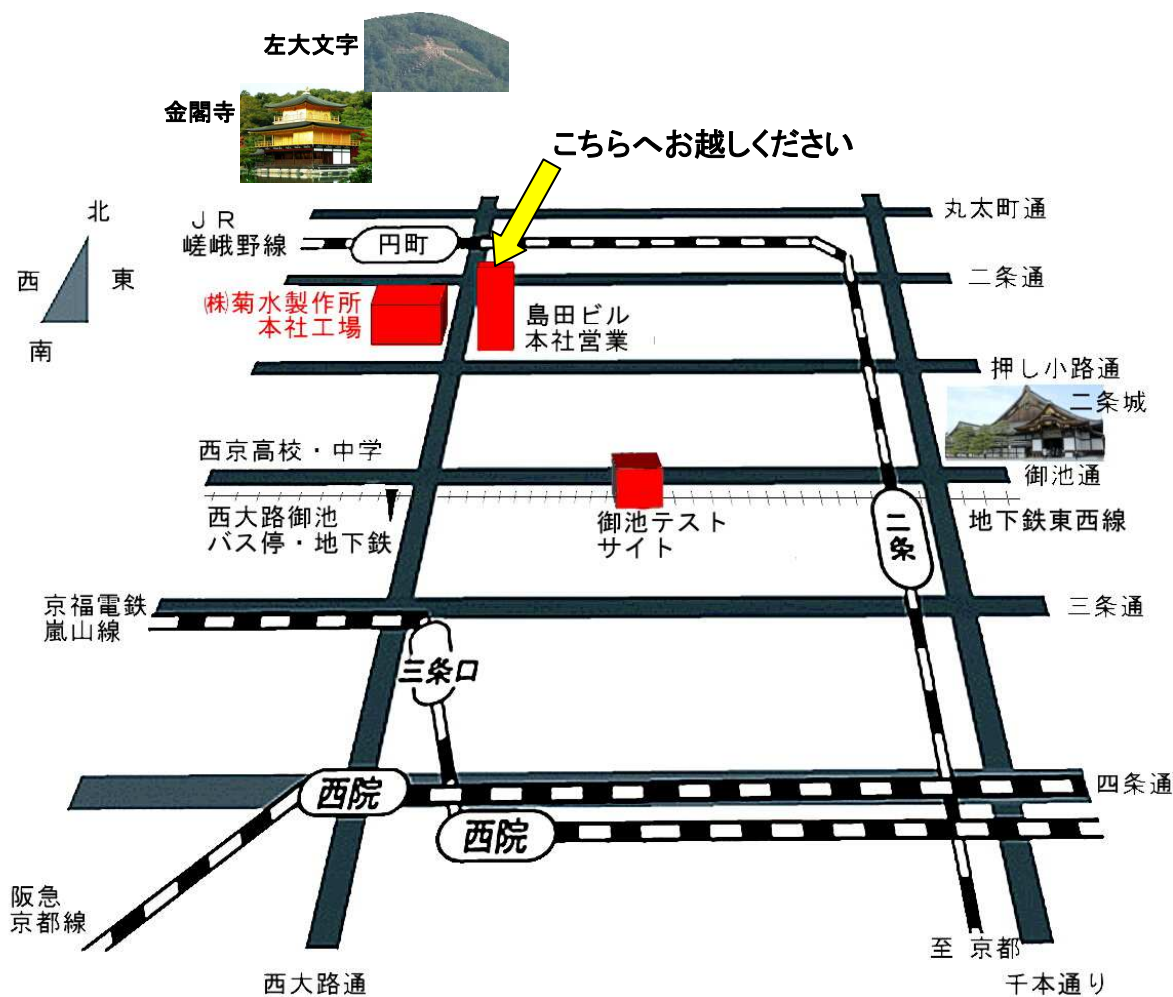 左大文字
金閣寺
こちらへお越しください
北
西
東
南
JR
嵯峨野線
円町
丸太町通
二条通
㈱菊水製作所
本社工場
島田ビル
本社営業
押し小路通
二条城
西京高校・中学
御池通
西大路御池
バス停・地下鉄
御池テスト
サイト
二条
地下鉄東西線
京福電鉄
嵐山線
三条通
三条口
西院
四条通
西院
阪急
京都線
至 京都
西大路通
千本通り